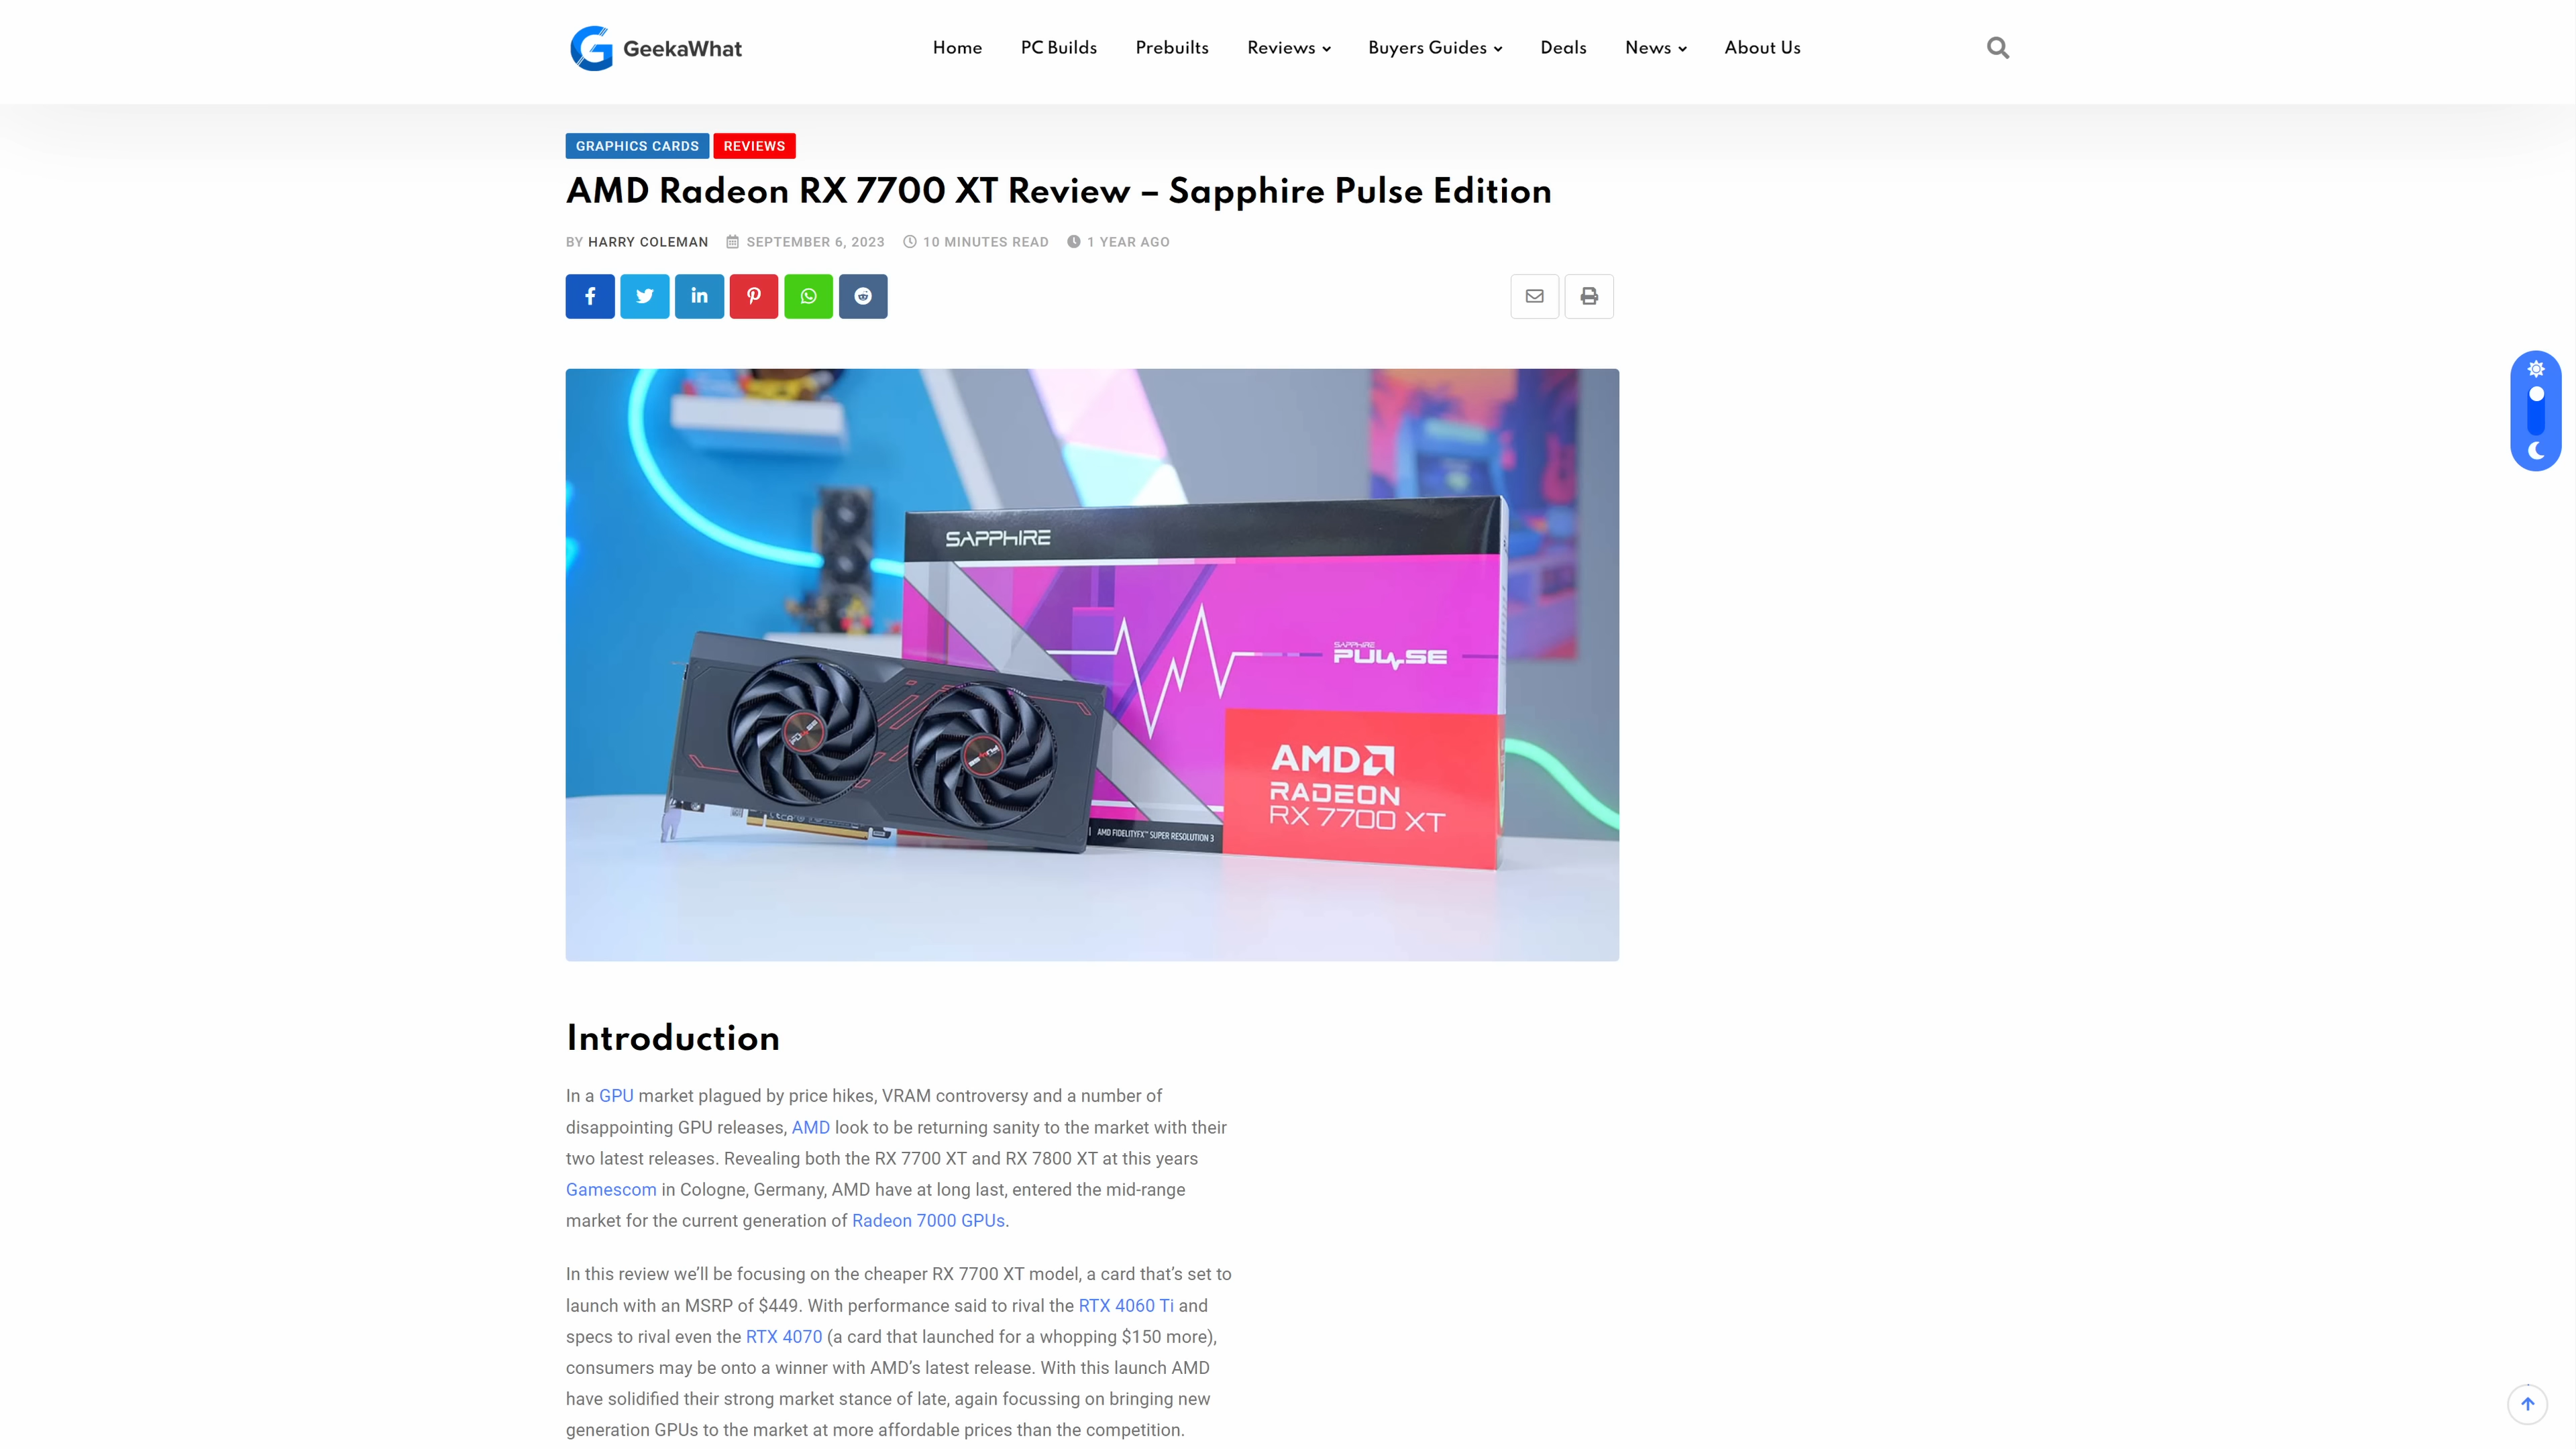 GeekaWhat
Home PC Builds Prebuilts Reviews Buyers Guides Deals News About Us
GRAPHICS CARDS REVIEWS
AMD Radeon RX 7700 XT Review – Sapphire Pulse Edition
BY HARRY COLEMAN SEPTEMBER 6, 2023 10 MINUTES READ 1 YEAR AGO
SAPPHIRE
SAPPHIRE
PULSE
AMD
RADEON
RX 7700 XT
AMD FIDELITYFX™ SUPER RESOLUTION 3
Introduction
In a GPU market plagued by price hikes, VRAM controversy and a number of
disappointing GPU releases, AMD look to be returning sanity to the market with their
two latest releases. Revealing both the RX 7700 XT and RX 7800 XT at this years
Gamescom in Cologne, Germany, AMD have at long last, entered the mid-range
market for the current generation of Radeon 7000 GPUs.
In this review we’ll be focusing on the cheaper RX 7700 XT model, a card that’s set to
launch with an MSRP of $449. With performance said to rival the RTX 4060 Ti and
specs to rival even the RTX 4070 (a card that launched for a whopping $150 more),
consumers may be onto a winner with AMD’s latest release. With this launch AMD
have solidified their strong market stance of late, again focussing on bringing new
generation GPUs to the market at more affordable prices than the competition.